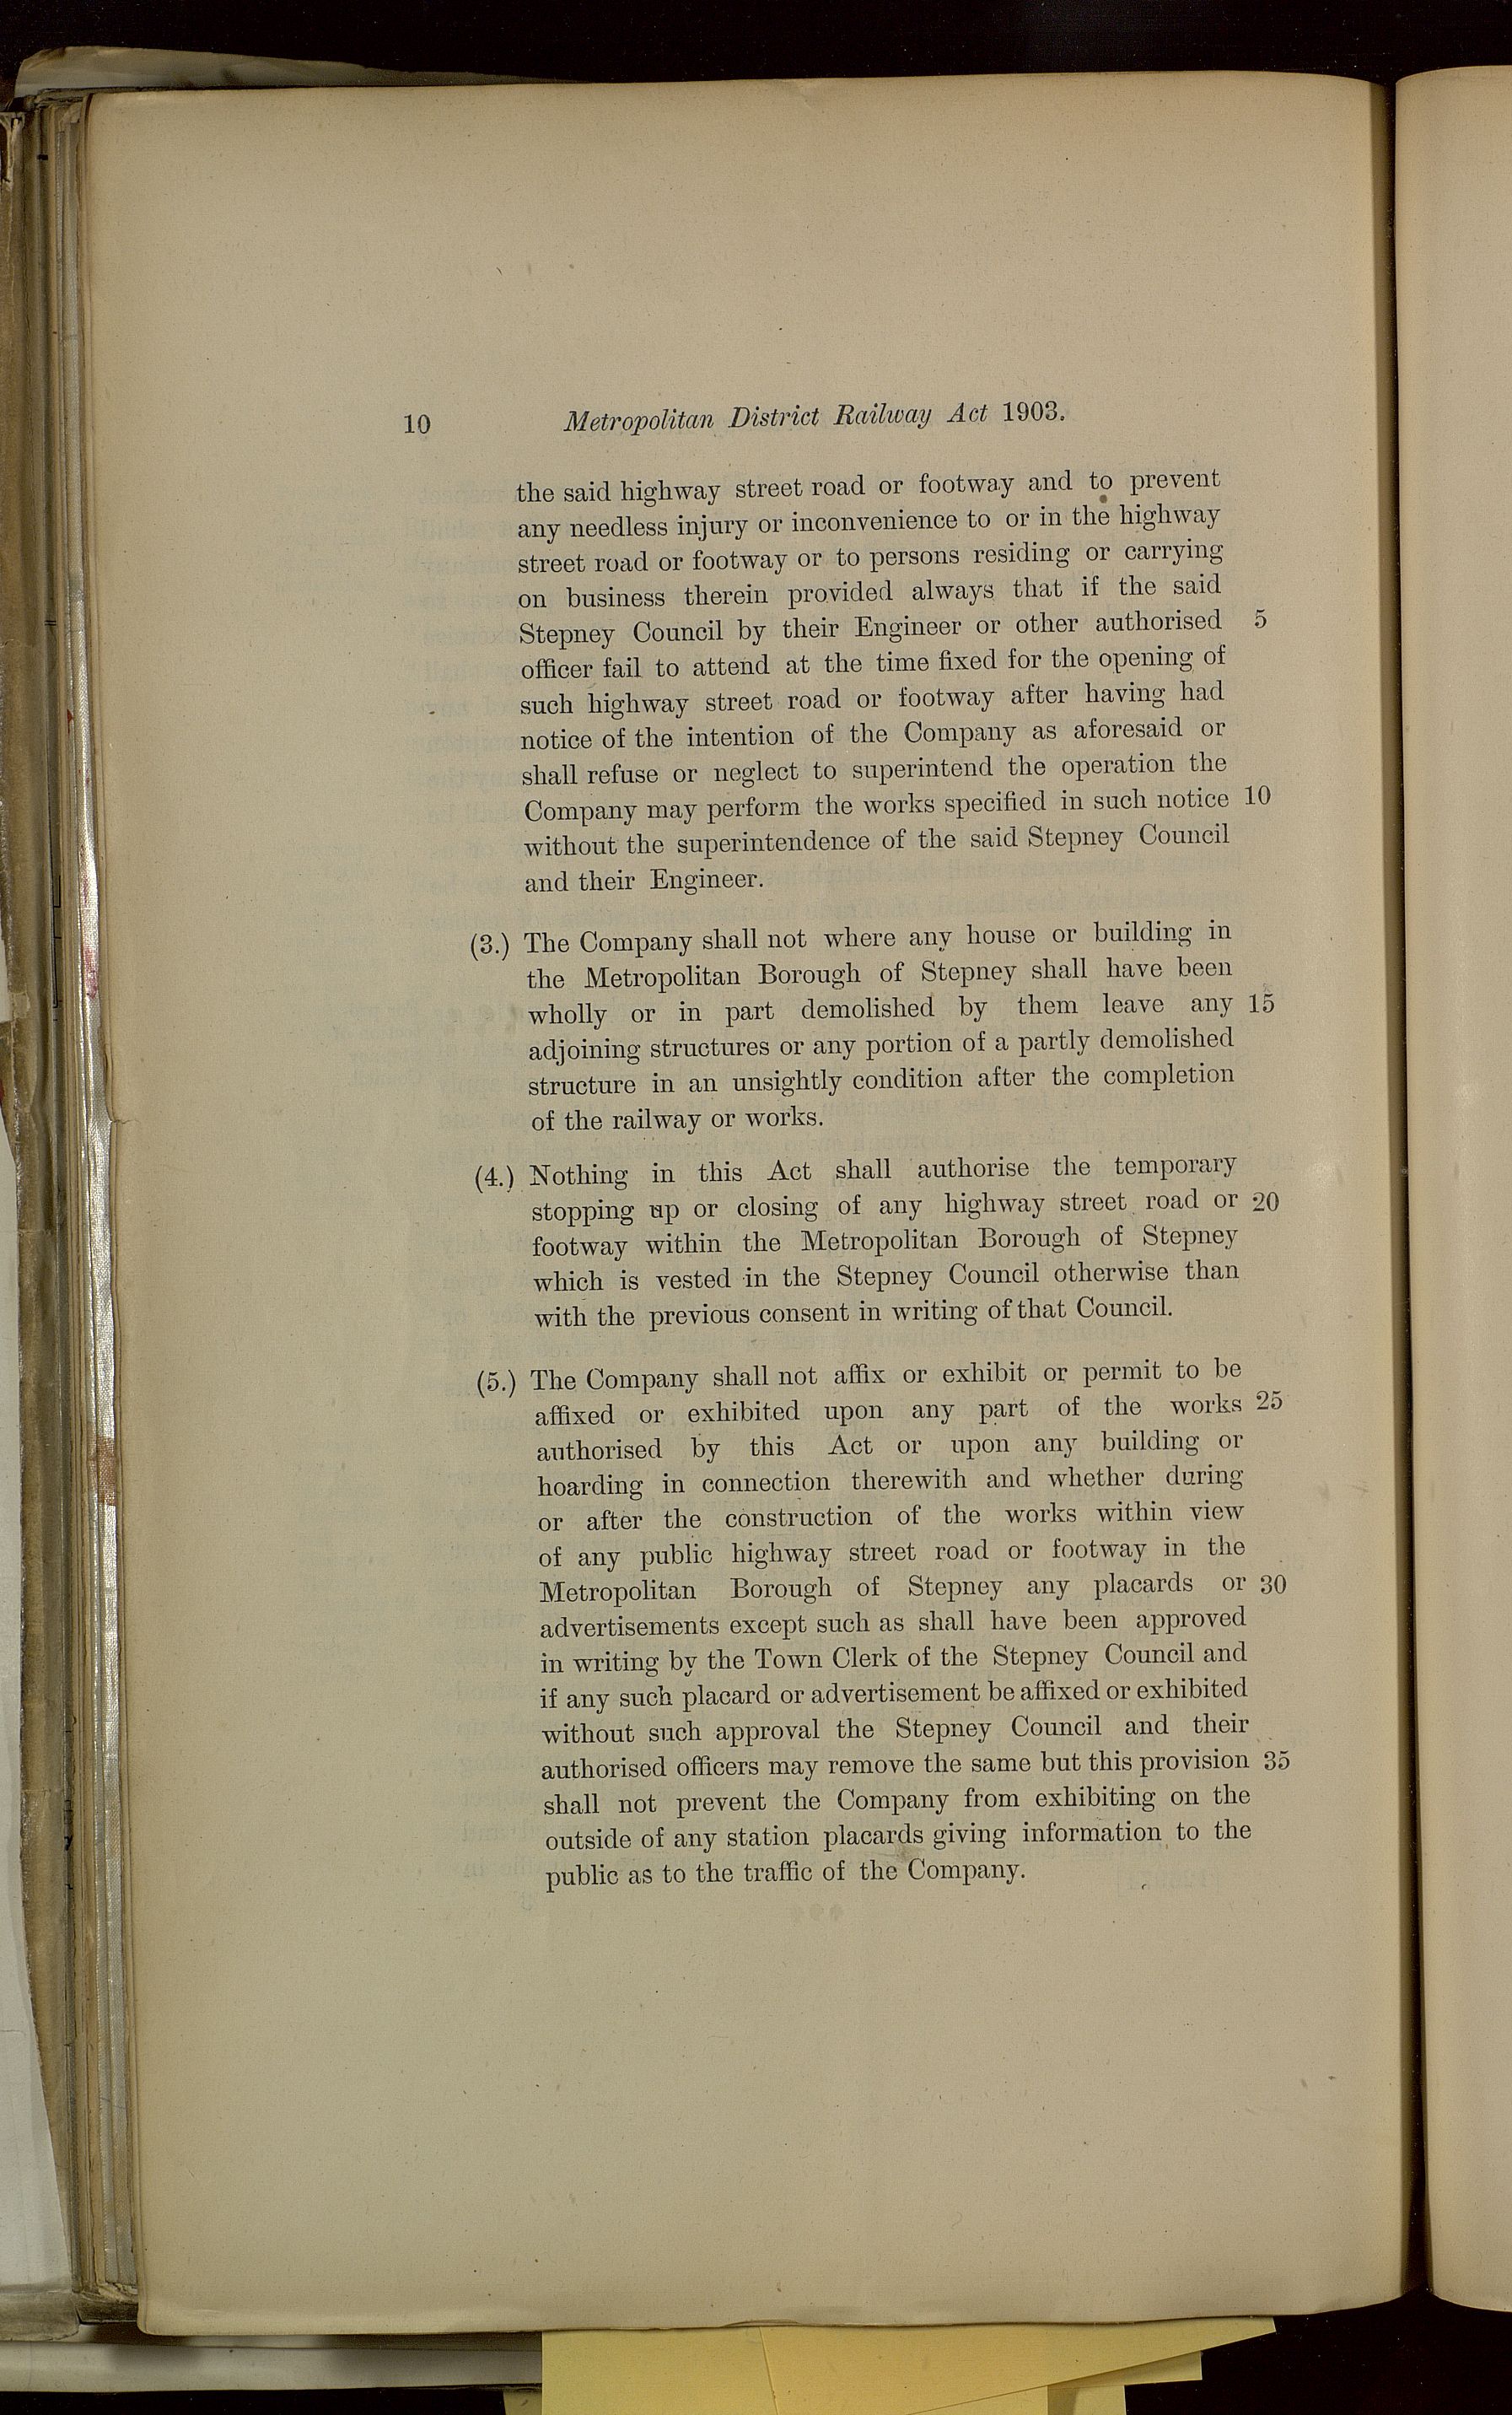 10 Metropolitan District Railway Act 1903.
the said highway street road or footway and to prevent
any needless injury or inconvenience to or in the highway
street road or footway or to persons residing or carrying
on business therein provided always that if the said
Stepney Council by their Engineer or other authorised 5
officer fail to attend at the time fixed for the opening of
such highway street road or footway after having had
notice of the intention of the Company as aforesaid or
shall refuse or neglect to superintend the operation the
Company may perform the works specified in such notice 10
without the superintendence of the said Stepney Council
and their Engineer.
(3.) The Company shall not where any house or building in
the Metropolitan Borough of Stepney shall have been
wholly or in part demolished by them leave any 15
adjoining structures or any portion of a partly demolished
structure in an unsightly condition after the completion
of the railway or works.
(4.) Nothing in this Act shall authorise the temporary
stopping up or closing of any highway street road or 20
footway within the Metropolitan Borough of Stepney
which is vested in the Stepney Council otherwise than
with the previous consent in writing of that Council.
(5.) The Company shall not affix or exhibit or permit to be
affixed or exhibited upon any part of the works 25
authorised by this Act or upon any building or
hoarding in connection therewith and whether during
or after the construction of the works within view
of any public highway street road or footway in the
Metropolitan Borough of Stepney any placards or 30
advertisements except such as shall have been approved
in writing by the Town Clerk of the Stepney Council and
if any such placard or advertisement be affixed or exhibited
without such approval the Stepney Council and their
authorised officers may remove the same but this provision 35
shall not prevent the Company from exhibiting on the
outside of any station placards giving information to the
public as to the traffic of the Company.